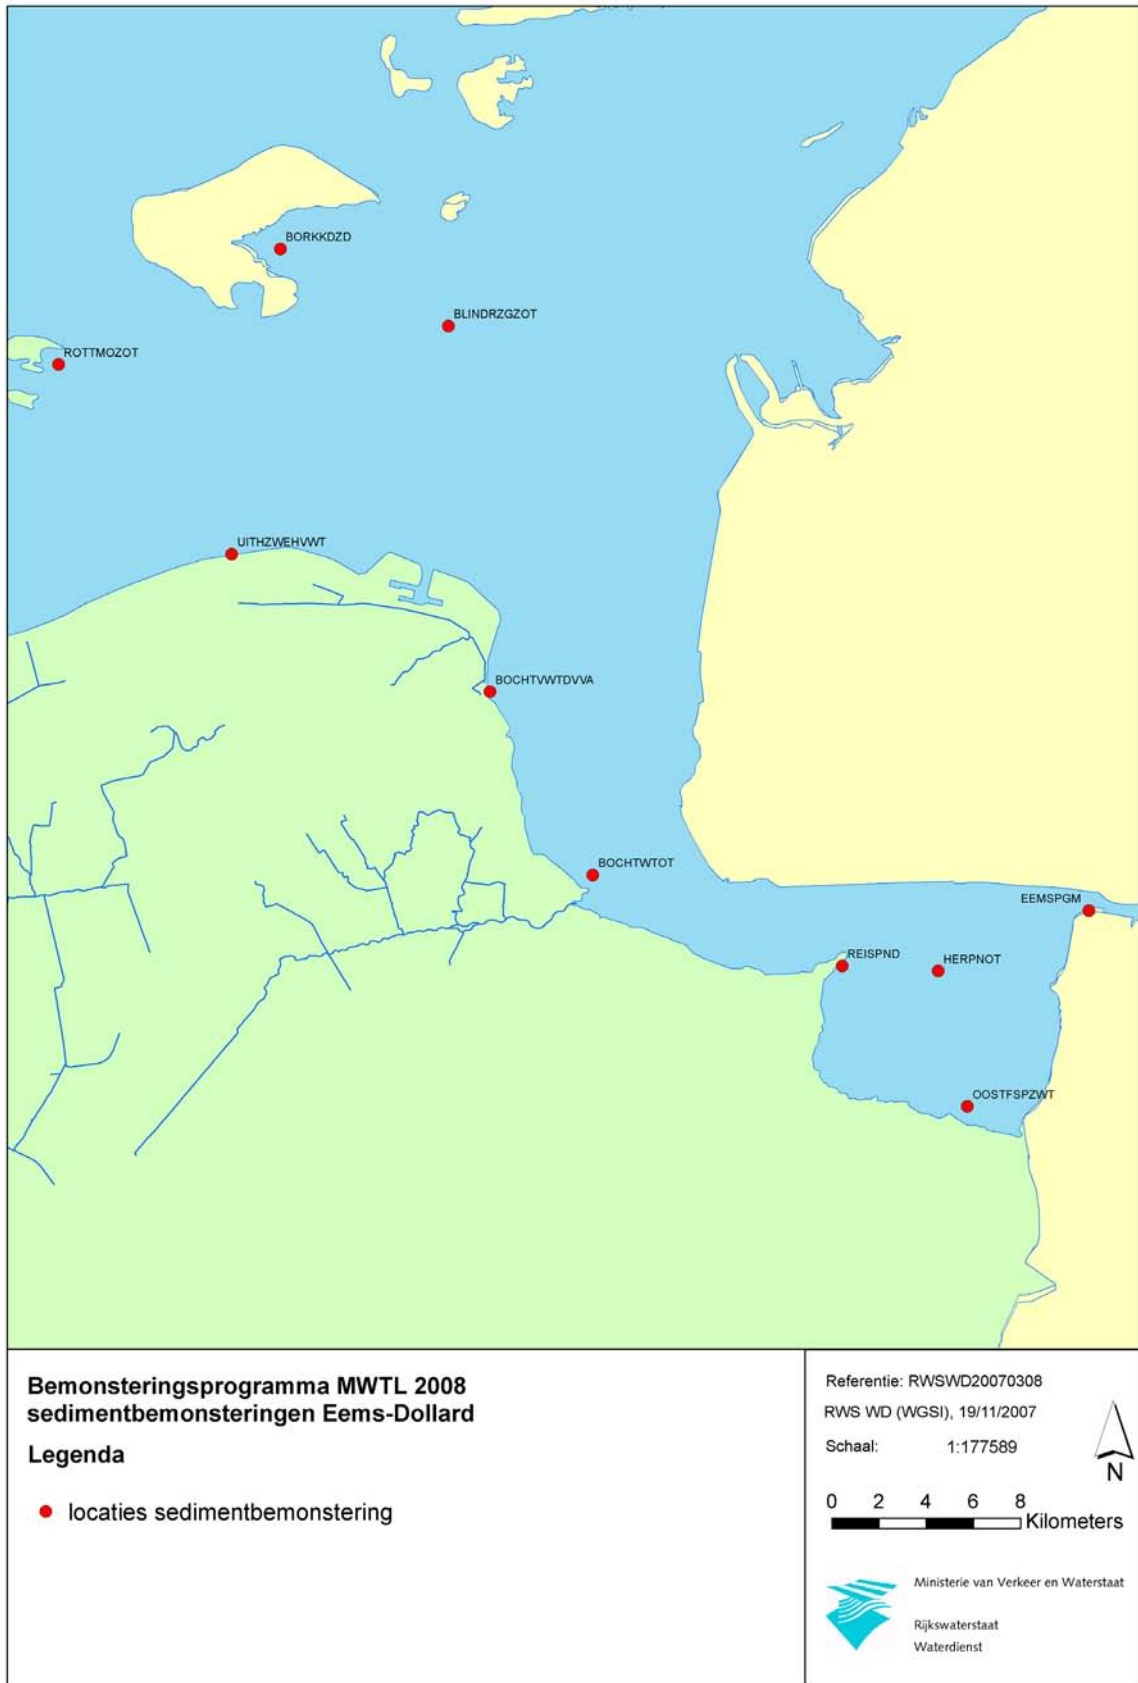 BORKKDZD
BLINDRZGZOT
ROTTMOZOT
UITHZWEHVWT
BOCHTVWTDVVA
BOCHTWTOT
EEMSPGM
REISPND
HERPNOT
OOSTFSPZWT
Bemonsteringsprogramma MWTL 2008
sedimentbemonsteringen Eems-Dollard
Legenda
locaties sedimentbemonstering
Referentie: RWSWD20070308
RWS WD (WGSI), 19/11/2007
Schaal: 1:177589
N
0 2 4 6 8
Kilometers
Ministerie van Verkeer en Waterstaat
Rijkswaterstaat
Waterdienst